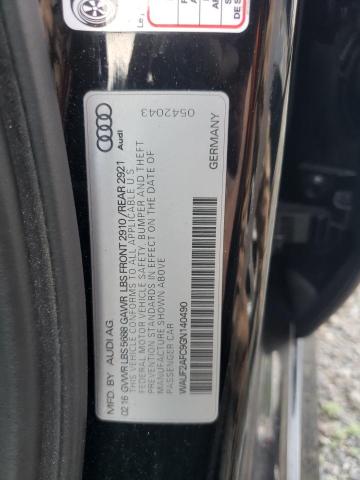 Audi
0542043
MFD. BY AUDI AG
GERMANY
02.16 GVWR LBS 5688 GAWR LBS FRONT 2910 /REAR 2921
THIS VEHICLE CONFORMS TO ALL APPLICABLE U.S.
FEDERAL MOTOR VEHICLE SAFETY, BUMPER AND THEFT
PREVENTION STANDARDS IN EFFECT ON THE DATE OF
MANUFACTURE SHOWN ABOVE
PASSENGER CAR
WAUF2AFC9GN140490